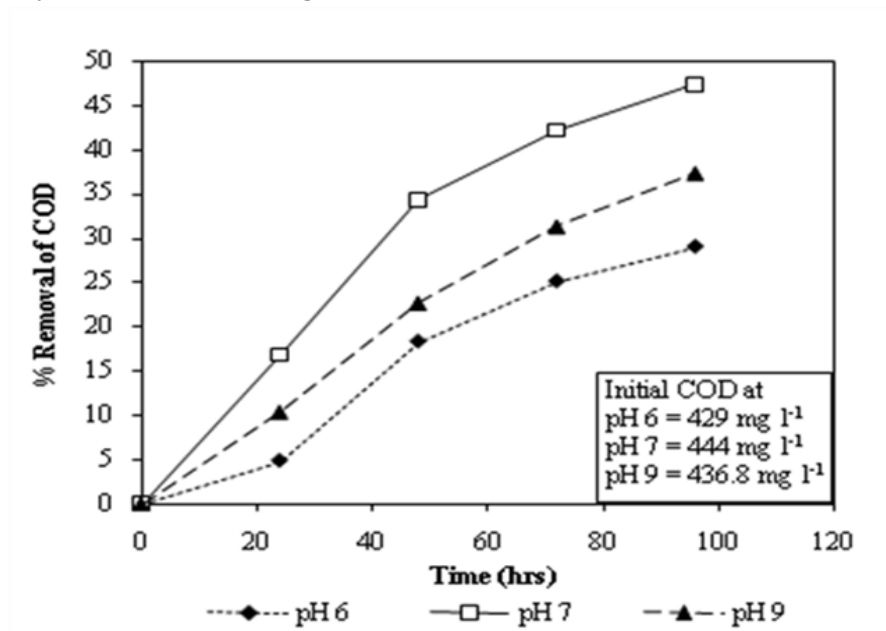 50
45
40
35
30
25
20
15
10
5
0
% Removal of COD
Initial COD at
pH 6 = 429 mg l⁻¹
pH 7 = 444 mg l⁻¹
pH 9 = 436.8 mg l⁻¹
0 20 40 60 80 100 120
Time (hrs)
pH 6 pH 7 pH 9